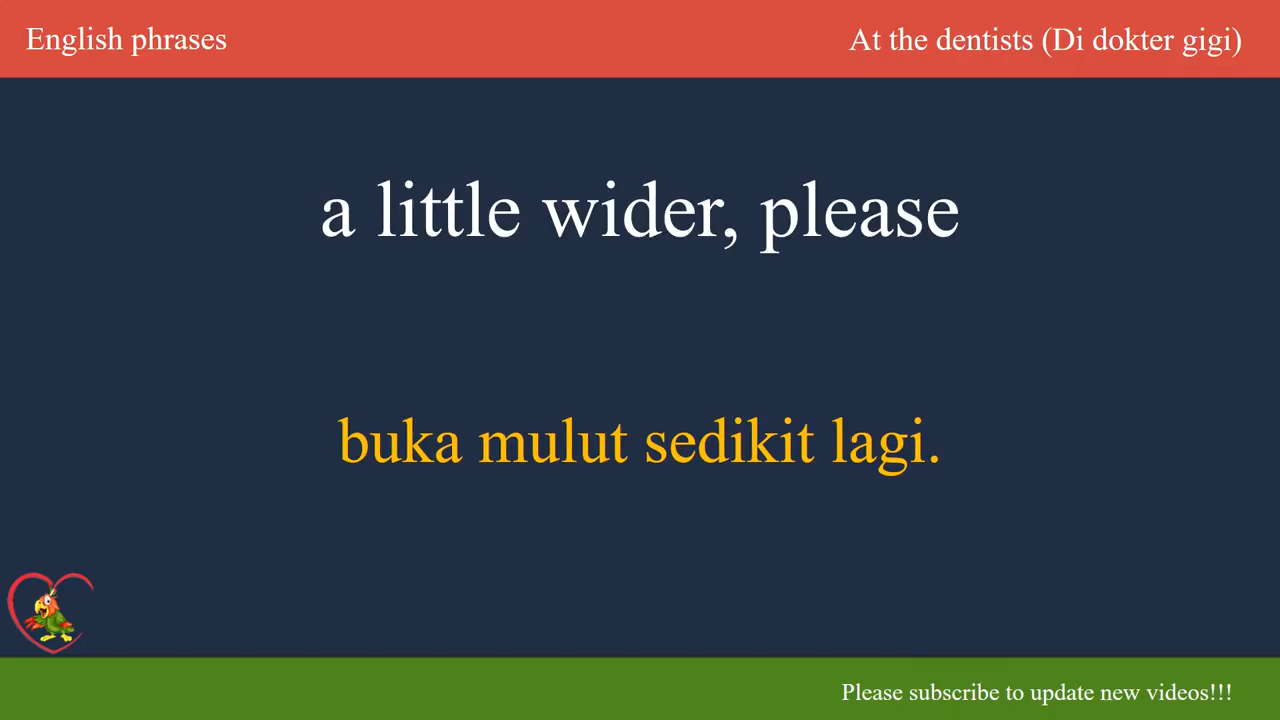 English phrases
At the dentists (Di dokter gigi)
a little wider, please
buka mulut sedikit lagi.
Please subscribe to update new videos!!!